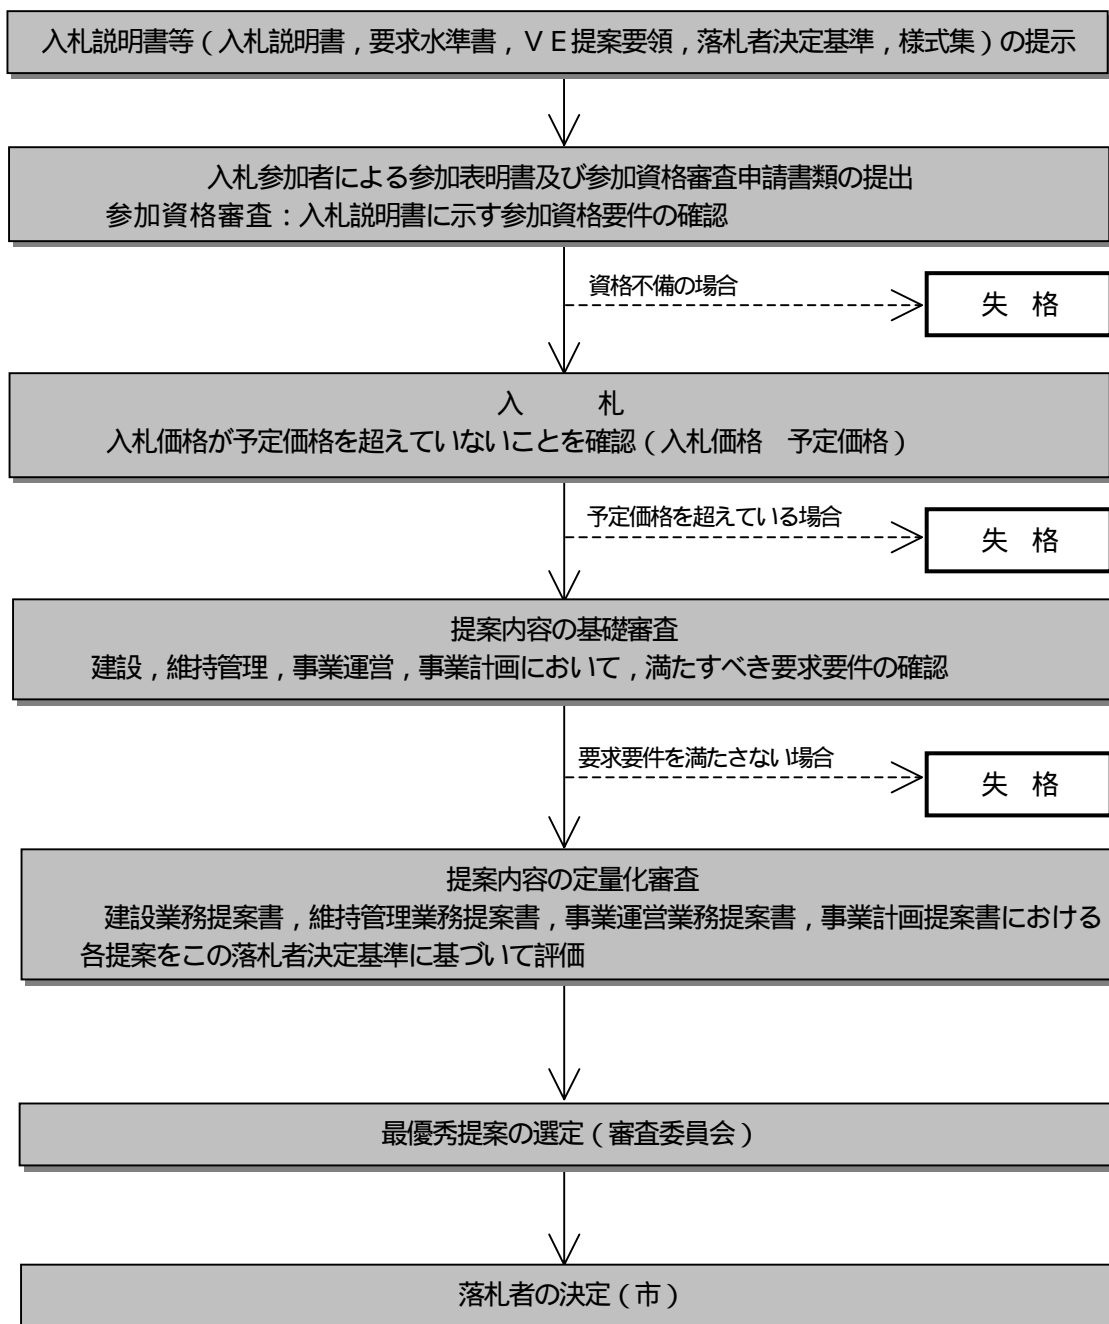 入札説明書等（入札説明書，要求水準書，ＶＥ提案要領，落札者決定基準，様式集）の提示
入札参加者による参加表明書及び参加資格審査申請書類の提出
参加資格審査：入札説明書に示す参加資格要件の確認
資格不備の場合
失　格
入　　　札
入札価格が予定価格を超えていないことを確認（入札価格　予定価格）
予定価格を超えている場合
失　格
提案内容の基礎審査
建設，維持管理，事業運営，事業計画において，満たすべき要求要件の確認
要求要件を満たさない場合
失　格
提案内容の定量化審査
建設業務提案書，維持管理業務提案書，事業運営業務提案書，事業計画提案書における
各提案をこの落札者決定基準に基づいて評価
最優秀提案の選定（審査委員会）
落札者の決定（市）